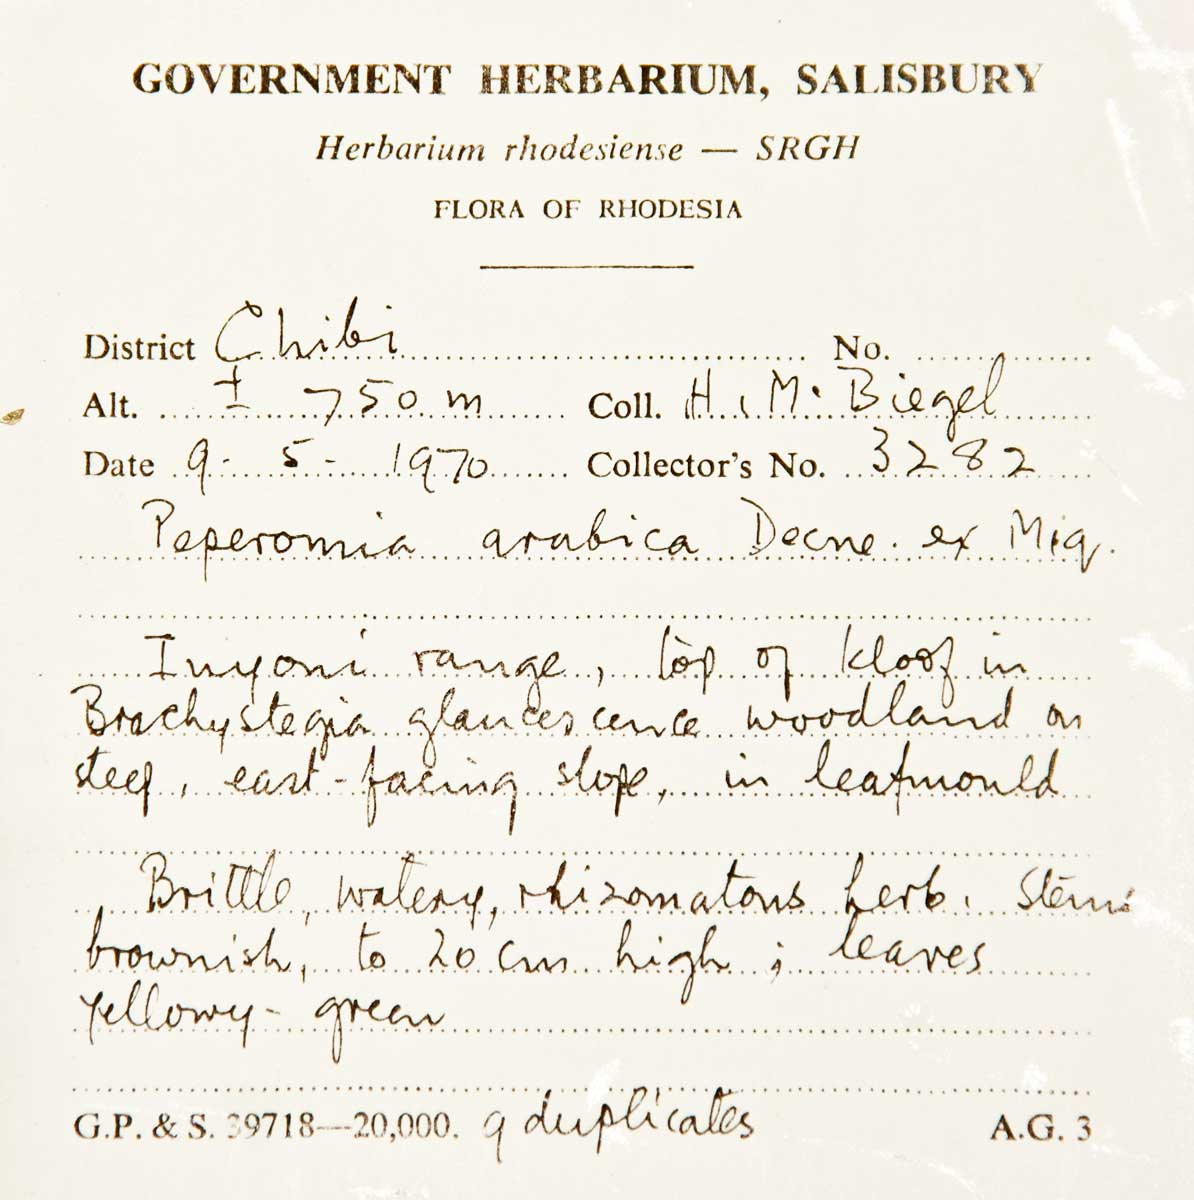 GOVERNMENT HERBARIUM, SALISBURY
Herbarium rhodesiense — SRGH
FLORA OF RHODESIA
District Chibi No.
Alt. ± 750 m Coll. H. M. Biegel
Date 9-5-1970 Collector's No. 3282
Peperomia arabica Decne. ex Miq.
Inyoni range, top of kloof in
Brachystegia glaucescence woodland on
steep, east-facing slope, in leafmould
Brittle, watery, rhizomatous herb. Stems
brownish, to 20 cm high; leaves
yellowy-green
G.P. & S. 39718—20,000. 9 duplicates A.G. 3